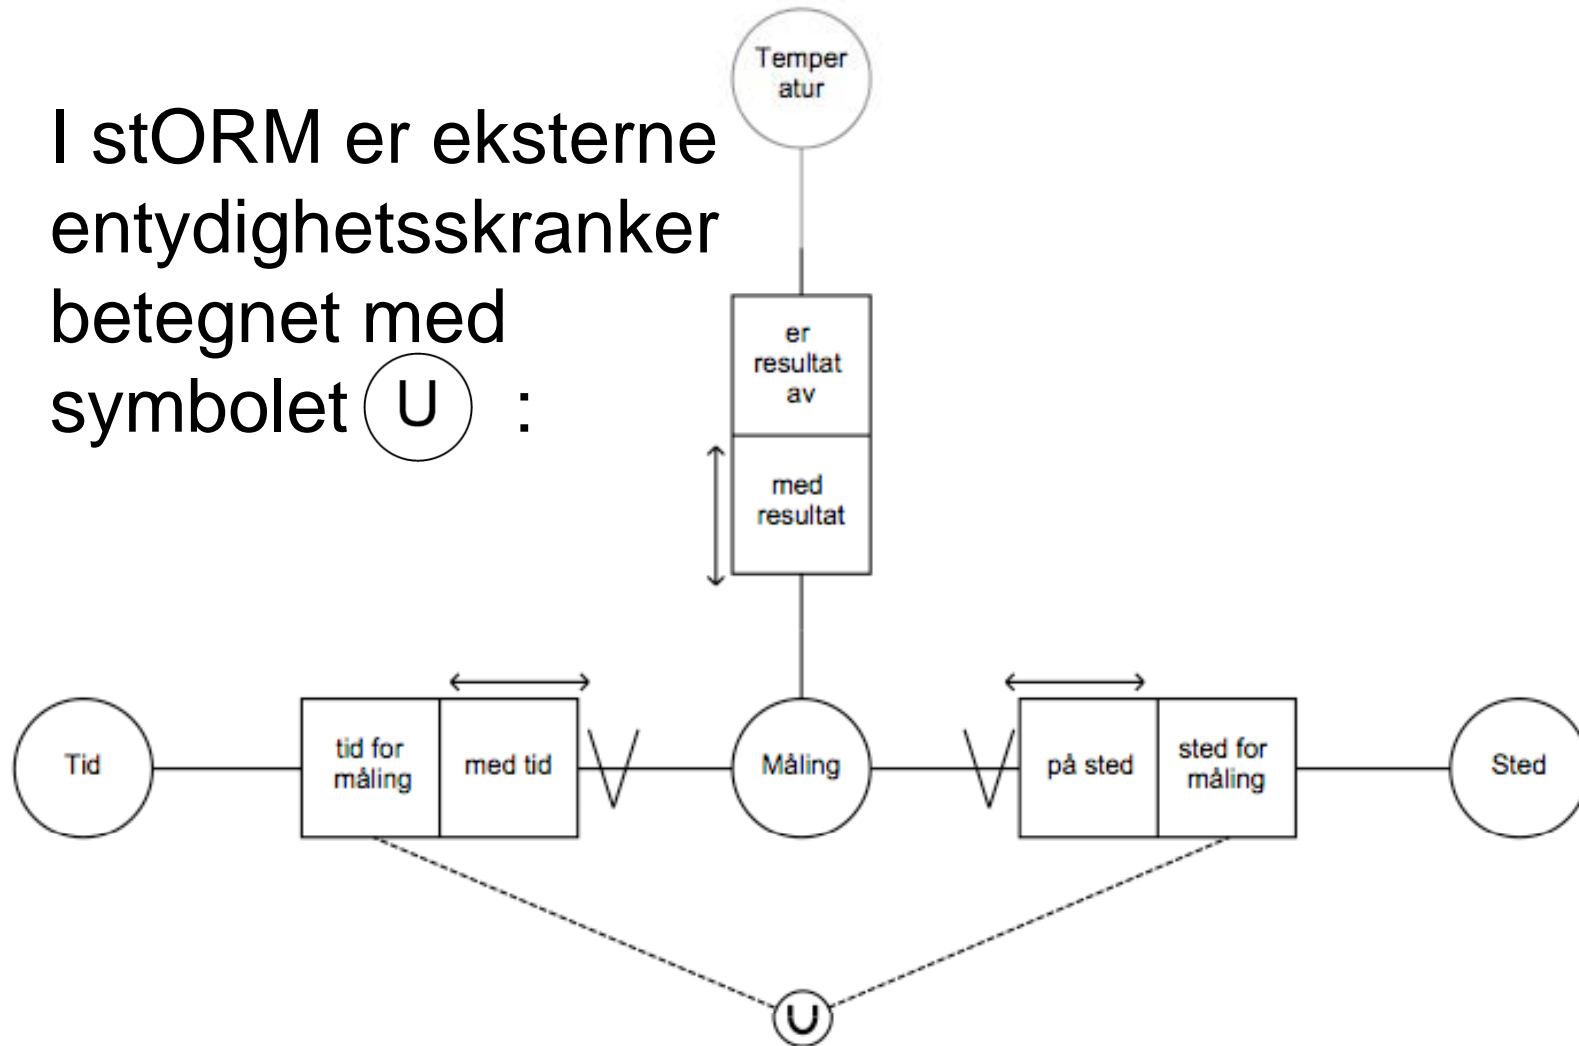 I stORM er eksterne
entydighetsskranker
betegnet med
symbolet U :
Temper
atur
er
resultat
av
med
resultat
Tid
tid for
måling
med tid
Måling
på sted
sted for
måling
Sted
U